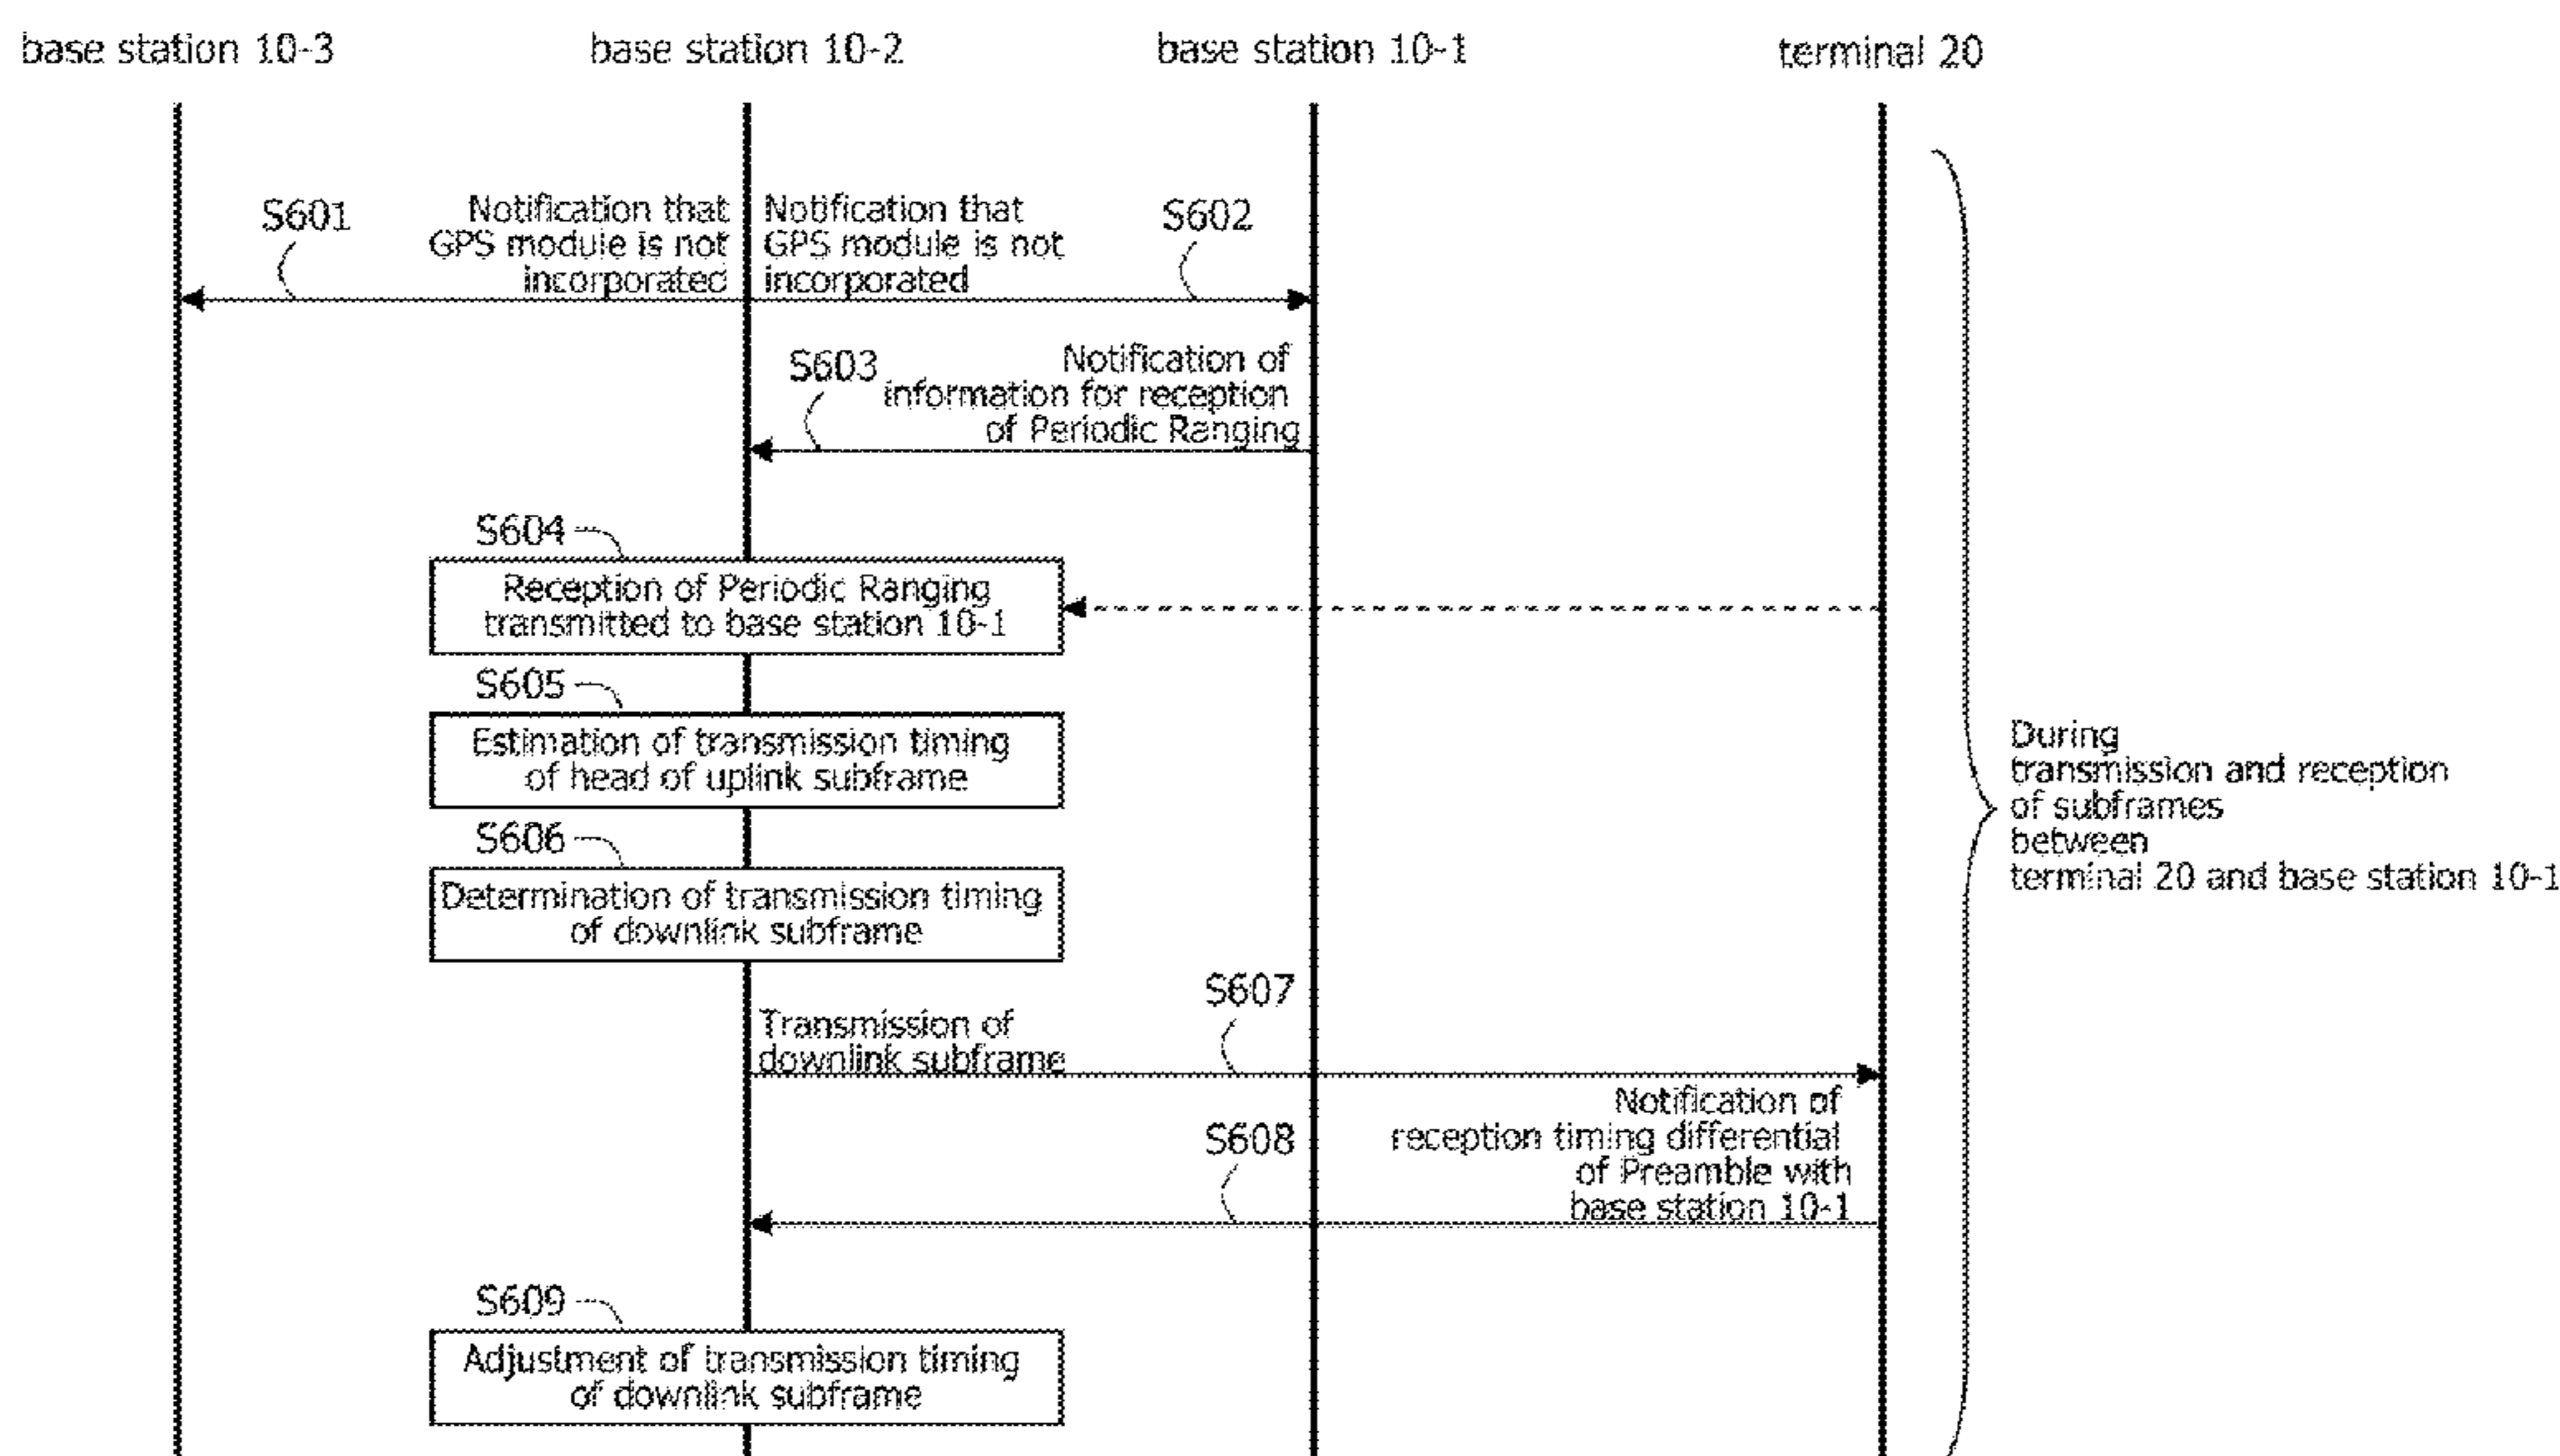 base station 10-3
base station 10-2
base station 10-1
terminal 20
S601
Notification that
GPS module is not
incorporated
Notification that
GPS module is not
incorporated
S602
S603
Notification of
information for reception
of Periodic Ranging
S604
Reception of Periodic Ranging
transmitted to base station 10-1
S605
Estimation of transmission timing
of head of uplink subframe
S606
Determination of transmission timing
of downlink subframe
During
transmission and reception
of subframes
between
terminal 20 and base station 10-1
S607
Transmission of
downlink subframe
S608
Notification of
reception timing differential
of Preamble with
base station 10-1
S609
Adjustment of transmission timing
of downlink subframe